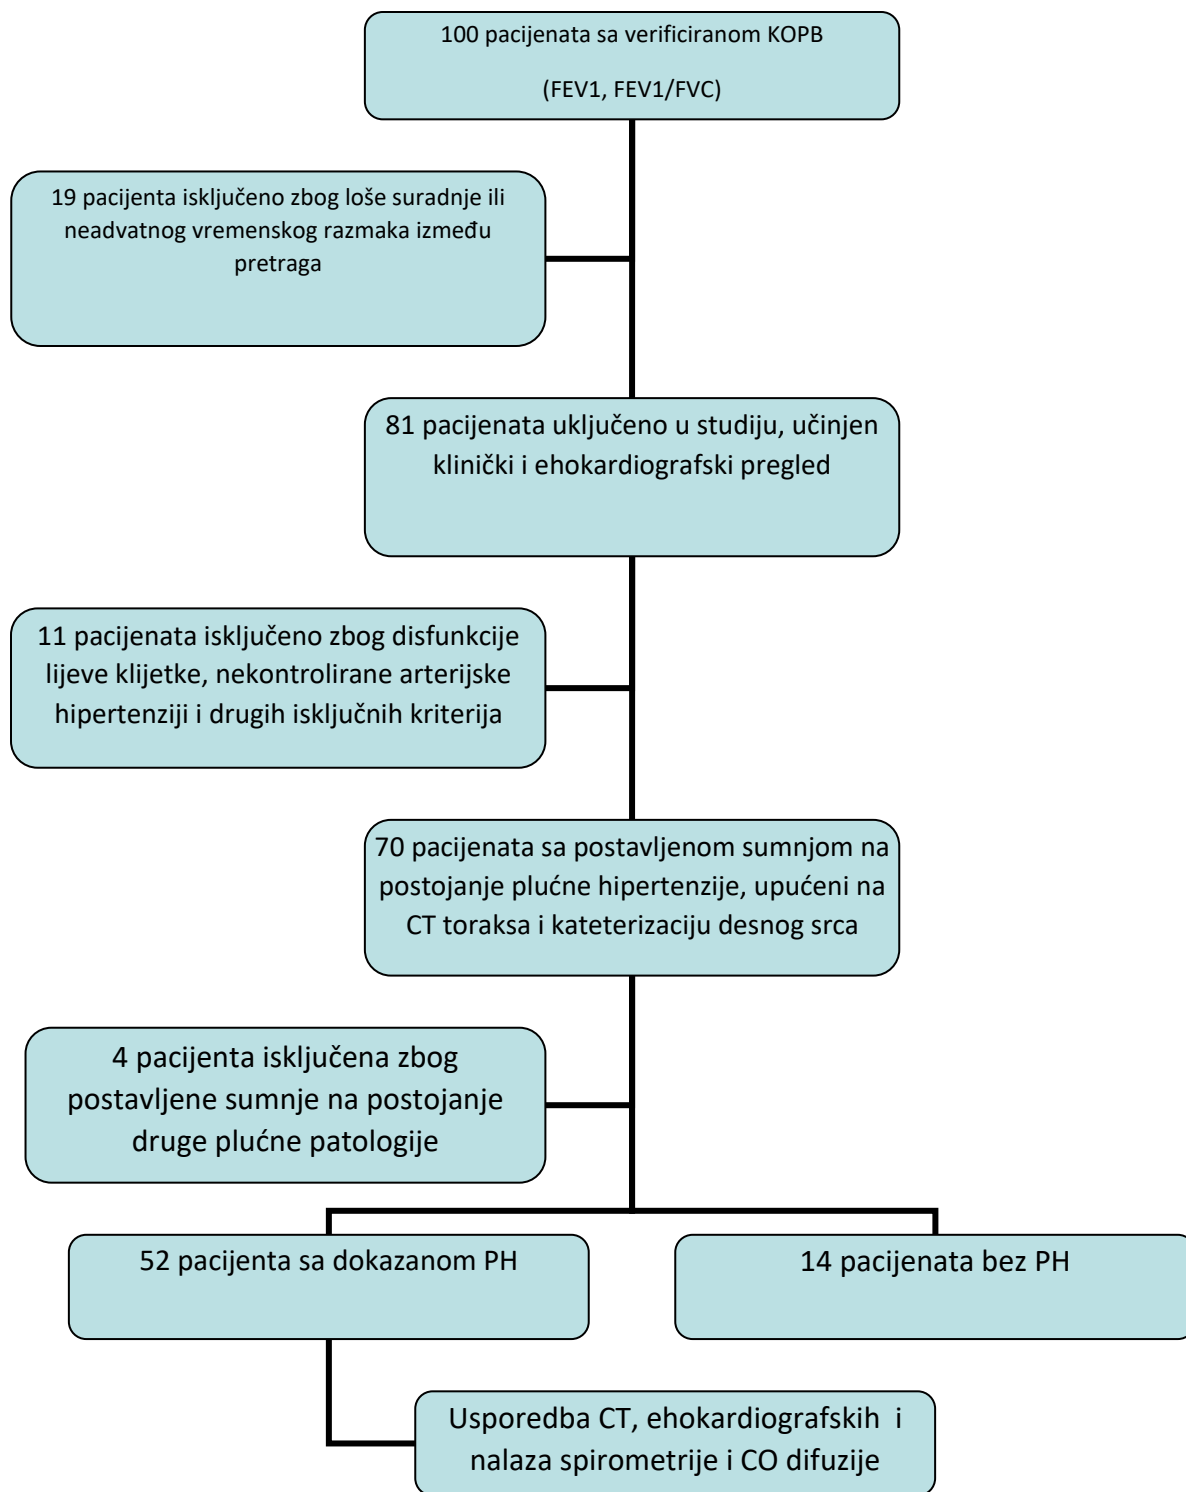 100 pacijenata sa verificiranom KOPB
(FEV1, FEV1/FVC)
19 pacijenta isključeno zbog loše suradnje ili
neadvatnog vremenskog razmaka između
pretraga
81 pacijenata uključeno u studiju, učinjen
klinički i ehokardiografski pregled
11 pacijenata isključeno zbog disfunkcije
lijeve klijetke, nekontrolirane arterijske
hipertenziji i drugih isključnih kriterija
70 pacijenata sa postavljenom sumnjom na
postojanje plućne hipertenzije, upućeni na
CT toraksa i kateterizaciju desnog srca
4 pacijenta isključena zbog
postavljene sumnje na postojanje
druge plućne patologije
52 pacijenta sa dokazanom PH
14 pacijenata bez PH
Usporedba CT, ehokardiografskih i
nalaza spirometrije i CO difuzije